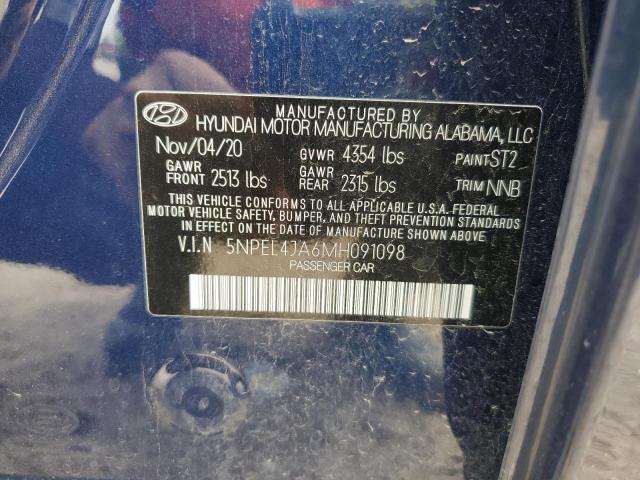 MANUFACTURED BY
HYUNDAI MOTOR MANUFACTURING ALABAMA, LLC
Nov/04/20 GVWR 4354 lbs PAINT ST2
GAWR FRONT 2513 lbs GAWR REAR 2315 lbs TRIM NNB
THIS VEHICLE CONFORMS TO ALL APPLICABLE U.S.A. FEDERAL
MOTOR VEHICLE SAFETY, BUMPER, AND THEFT PREVENTION STANDARDS
IN EFFECT ON THE DATE OF MANUFACTURE SHOWN ABOVE.
V.I.N 5NPEL4JA6MH091098
PASSENGER CAR